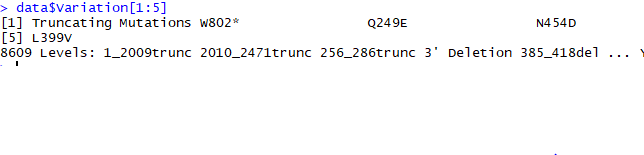 > data$Variation[1:5]
[1] Truncating Mutations W802* Q249E N454D
[5] L399V
8609 Levels: 1_2009trunc 2010_2471trunc 256_286trunc 3' Deletion 385_418del ...